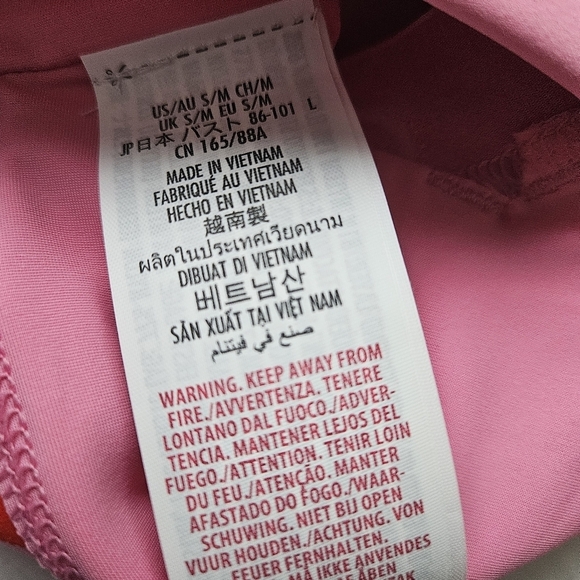 US/AU S/M CH/M
UK S/M EU S/M
JP日本 バスト 86-101 L
CN 165/88A
MADE IN VIETNAM
FABRIQUÉ AU VIETNAM
HECHO EN VIETNAM
越南製
ผลิตในประเทศเวียดนาม
DIBUAT DI VIETNAM
베트남산
SẢN XUẤT TẠI VIỆT NAM
صنع في فيتنام
WARNING. KEEP AWAY FROM
FIRE./AVVERTENZA. TENERE
LONTANO DAL FUOCO./ADVER-
TENCIA. MANTENER LEJOS DEL
FUEGO./ATTENTION. TENIR LOIN
DU FEU./ATENÇÃO. MANTER
AFASTADO DO FOGO./WAAR-
SCHUWING. NIET BIJ OPEN
VUUR HOUDEN./ACHTUNG. VON
FEUER FERNHALTEN.
MÅ IKKE ANVENDES